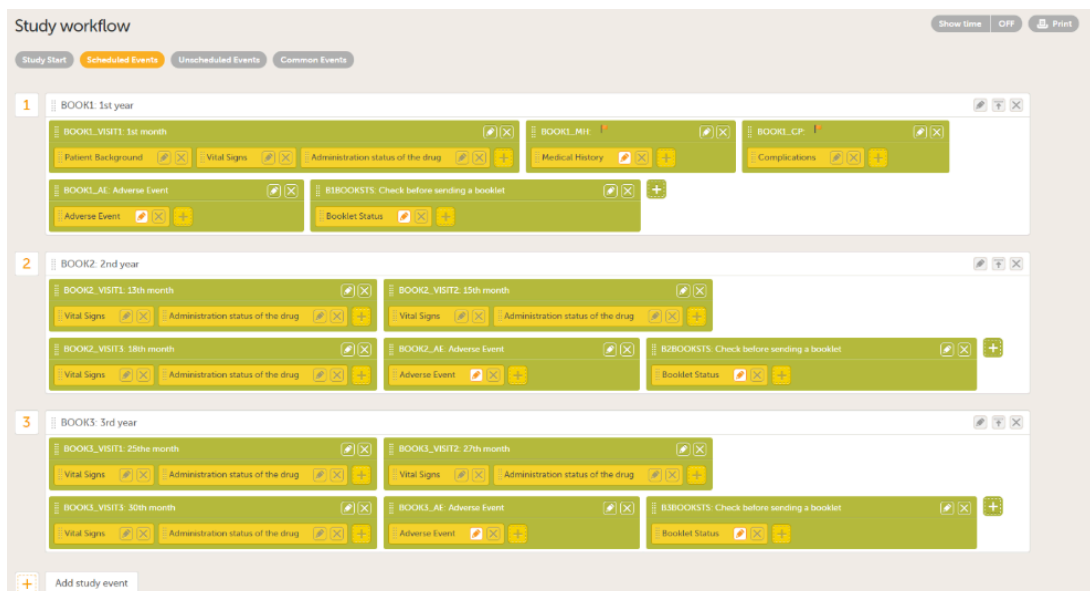 Study workflow
Show time OFF Print
Study Start Scheduled Events Unscheduled Events Common Events
1 BOOK1: 1st year
BOOK1_VISIT1: 1st month BOOK1_MH: BOOK1_CP:
Patient Background Vital Signs Administration status of the drug Medical History Complications
BOOK1_AE: Adverse Event B1BOOKSTS: Check before sending a booklet
Adverse Event Booklet Status
2 BOOK2: 2nd year
BOOK2_VISIT1: 13th month BOOK2_VISIT2: 15th month
Vital Signs Administration status of the drug Vital Signs Administration status of the drug
BOOK2_VISIT3: 18th month BOOK2_AE: Adverse Event B2BOOKSTS: Check before sending a booklet
Vital Signs Administration status of the drug Adverse Event Booklet Status
3 BOOK3: 3rd year
BOOK3_VISIT1: 25the month BOOK3_VISIT2: 27th month
Vital Signs Administration status of the drug Vital Signs Administration status of the drug
BOOK3_VISIT3: 30th month BOOK3_AE: Adverse Event B3BOOKSTS: Check before sending a booklet
Vital Signs Administration status of the drug Adverse Event Booklet Status
+ Add study event